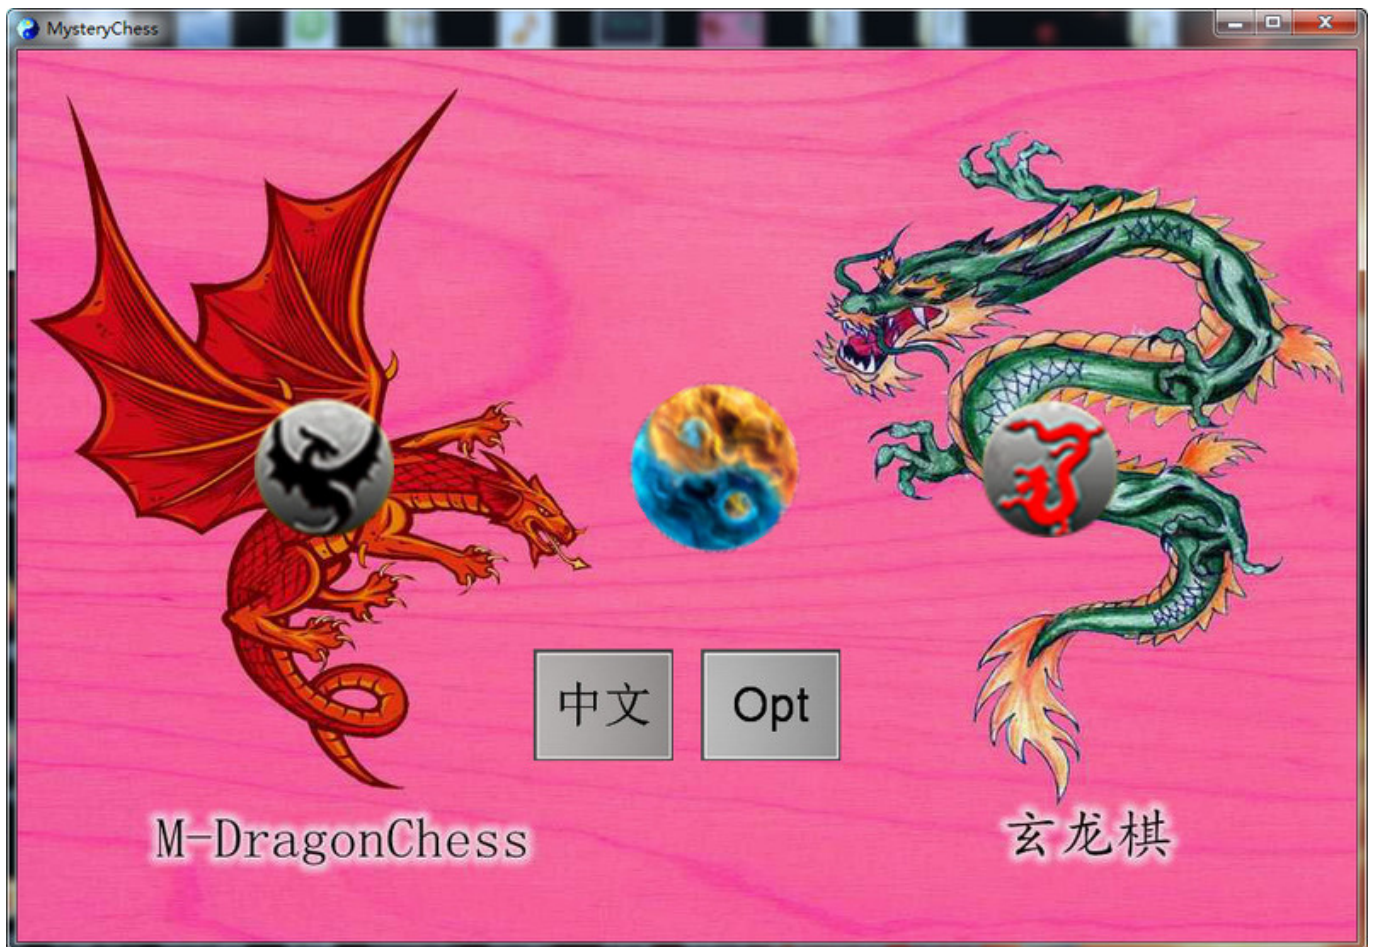 MysteryChess
中文
Opt
M-DragonChess
玄龙棋